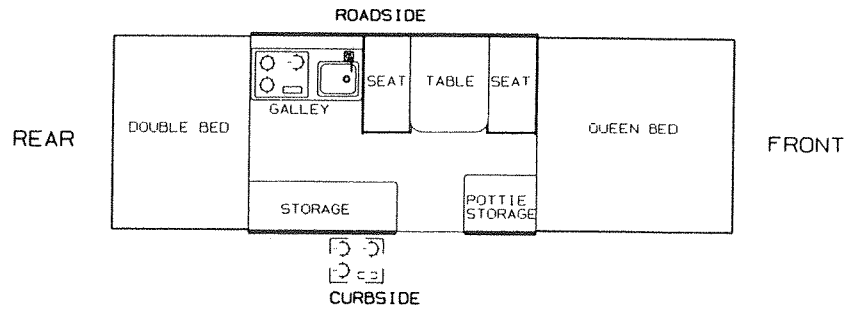 ROADSIDE
SEAT
TABLE
SEAT
GALLEY
REAR
DOUBLE BED
QUEEN BED
FRONT
STORAGE
POTTIE
STORAGE
CURBSIDE